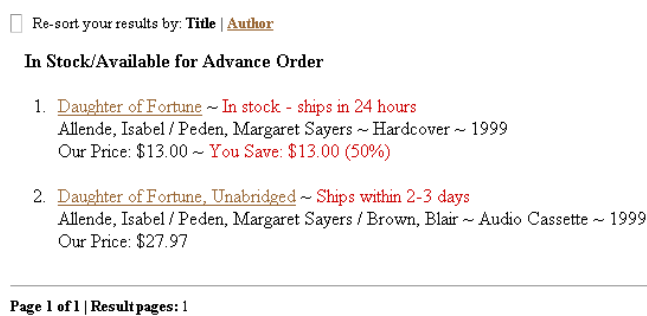 Re-sort your results by: Title | Author
In Stock/Available for Advance Order
1. Daughter of Fortune ~ In stock - ships in 24 hours
Allende, Isabel / Peden, Margaret Sayers ~ Hardcover ~ 1999
Our Price: $13.00 ~ You Save: $13.00 (50%)
2. Daughter of Fortune, Unabridged ~ Ships within 2-3 days
Allende, Isabel / Peden, Margaret Sayers / Brown, Blair ~ Audio Cassette ~ 1999
Our Price: $27.97
Page 1 of 1 | Result pages: 1